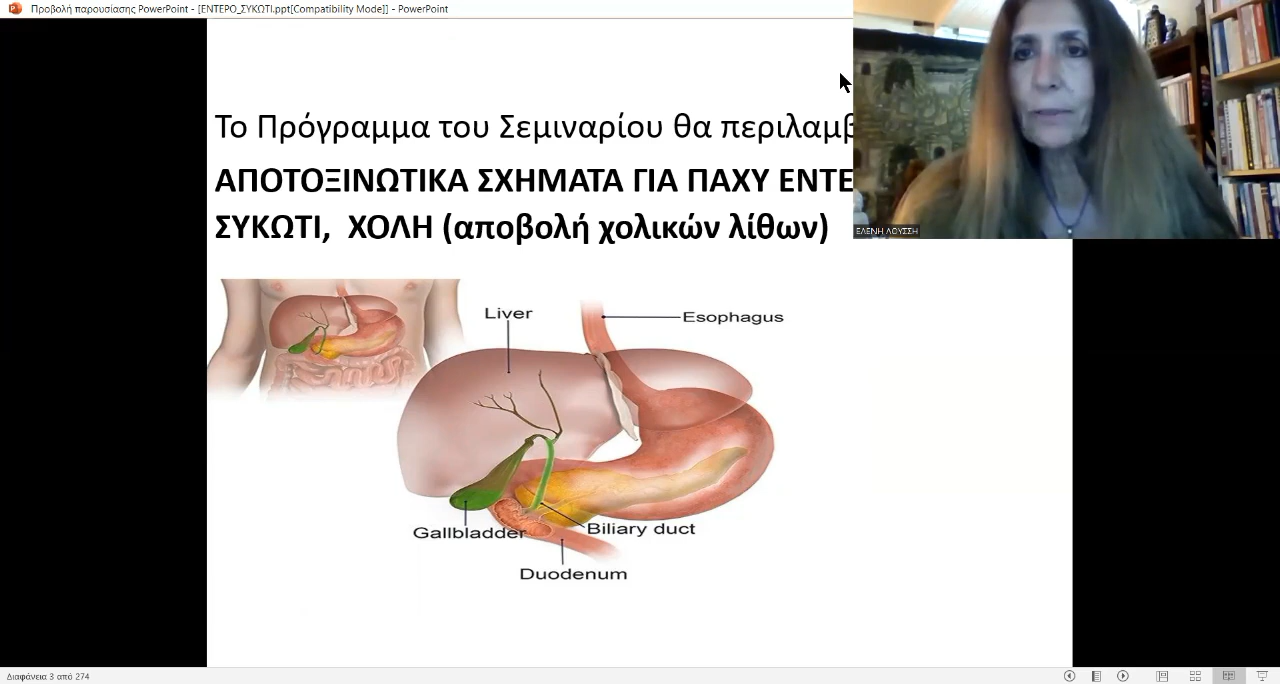 Προβολή παρουσίασης PowerPoint - [ΕΝΤΕΡΟ_ΣΥΚΩΤΙ.ppt[Compatibility Mode]] - PowerPoint
Το Πρόγραμμα του Σεμιναρίου θα περιλαμβ
ΑΠΟΤΟΞΙΝΩΤΙΚΑ ΣΧΗΜΑΤΑ ΓΙΑ ΠΑΧΥ ΕΝΤΕ
ΣΥΚΩΤΙ, ΧΟΛΗ (αποβολή χολικών λίθων)
ΕΛΕΝΗ ΛΟΥΣΣΗ
Liver
Esophagus
Gallbladder
Biliary duct
Duodenum
Διαφάνεια 3 από 274